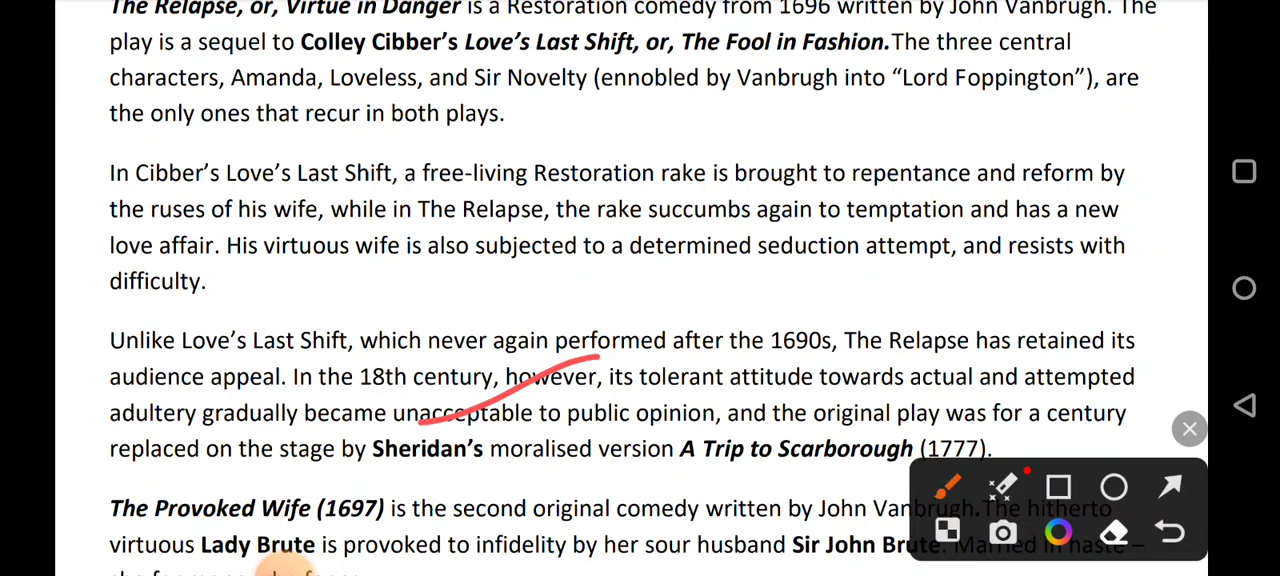 The Relapse, or, Virtue in Danger is a Restoration comedy from 1696 written by John Vanbrugh. The
play is a sequel to Colley Cibber’s Love’s Last Shift, or, The Fool in Fashion.The three central
characters, Amanda, Loveless, and Sir Novelty (ennobled by Vanbrugh into “Lord Foppington”), are
the only ones that recur in both plays.
In Cibber’s Love’s Last Shift, a free-living Restoration rake is brought to repentance and reform by
the ruses of his wife, while in The Relapse, the rake succumbs again to temptation and has a new
love affair. His virtuous wife is also subjected to a determined seduction attempt, and resists with
difficulty.
Unlike Love’s Last Shift, which never again performed after the 1690s, The Relapse has retained its
audience appeal. In the 18th century, however, its tolerant attitude towards actual and attempted
adultery gradually became unacceptable to public opinion, and the original play was for a century
replaced on the stage by Sheridan’s moralised version A Trip to Scarborough (1777).
The Provoked Wife (1697) is the second original comedy written by John Vanbrugh.The hitherto
virtuous Lady Brute is provoked to infidelity by her sour husband Sir John Brute. Married in haste –